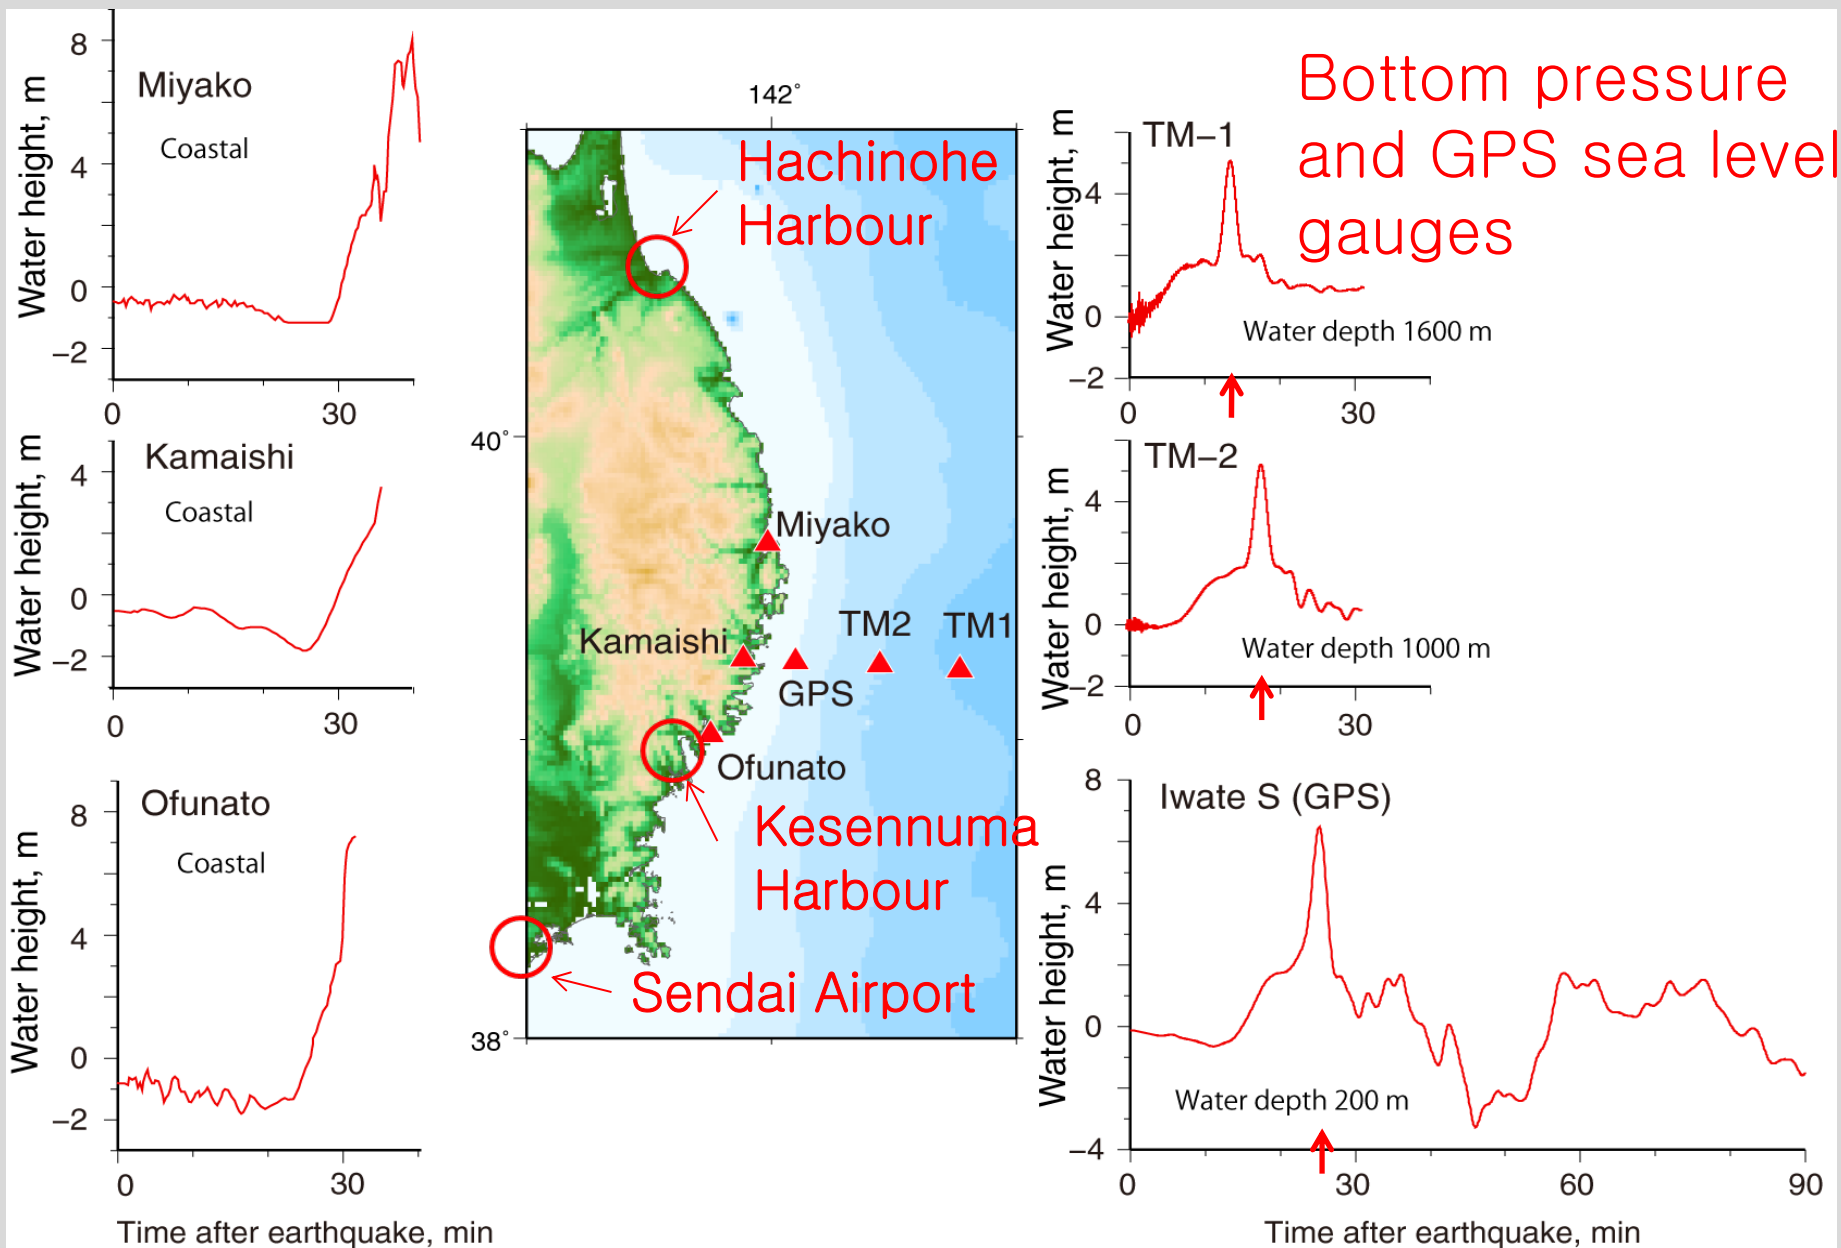 Water height, m
8
4
0
−2
Miyako
Coastal
0
30
Water height, m
4
0
−2
Kamaishi
Coastal
0
30
Water height, m
8
4
0
−2
Ofunato
Coastal
0
30
Time after earthquake, min
142°
40°
38°
Hachinohe
Harbour
Miyako
Kamaishi
TM2
TM1
GPS
Ofunato
Kesennuma
Harbour
Sendai Airport
Bottom pressure
and GPS sea level
gauges
Water height, m
4
0
−2
TM−1
Water depth 1600 m
0
30
Water height, m
4
0
−2
TM−2
Water depth 1000 m
0
30
Water height, m
8
4
0
−4
Iwate S (GPS)
Water depth 200 m
0
30
60
90
Time after earthquake, min